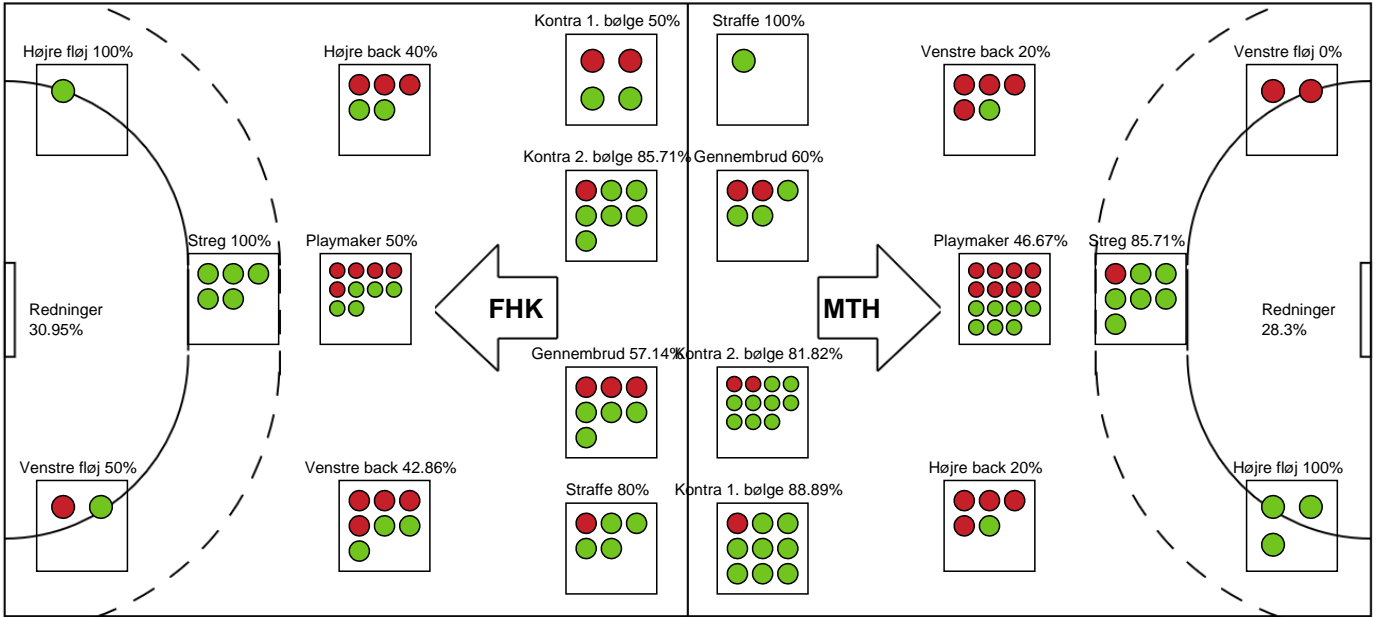 Kontra 1. bølge 50%
Straffe 100%
Højre fløj 100%
Højre back 40%
Venstre back 20%
Venstre fløj 0%
Kontra 2. bølge 85.71%
Gennembrud 60%
Streg 100%
Playmaker 50%
Playmaker 46.67%
Streg 85.71%
Redninger
30.95%
FHK
MTH
Redninger
28.3%
Gennembrud 57.14%
Kontra 2. bølge 81.82%
Venstre fløj 50%
Venstre back 42.86%
Straffe 80%
Kontra 1. bølge 88.89%
Højre back 20%
Højre fløj 100%